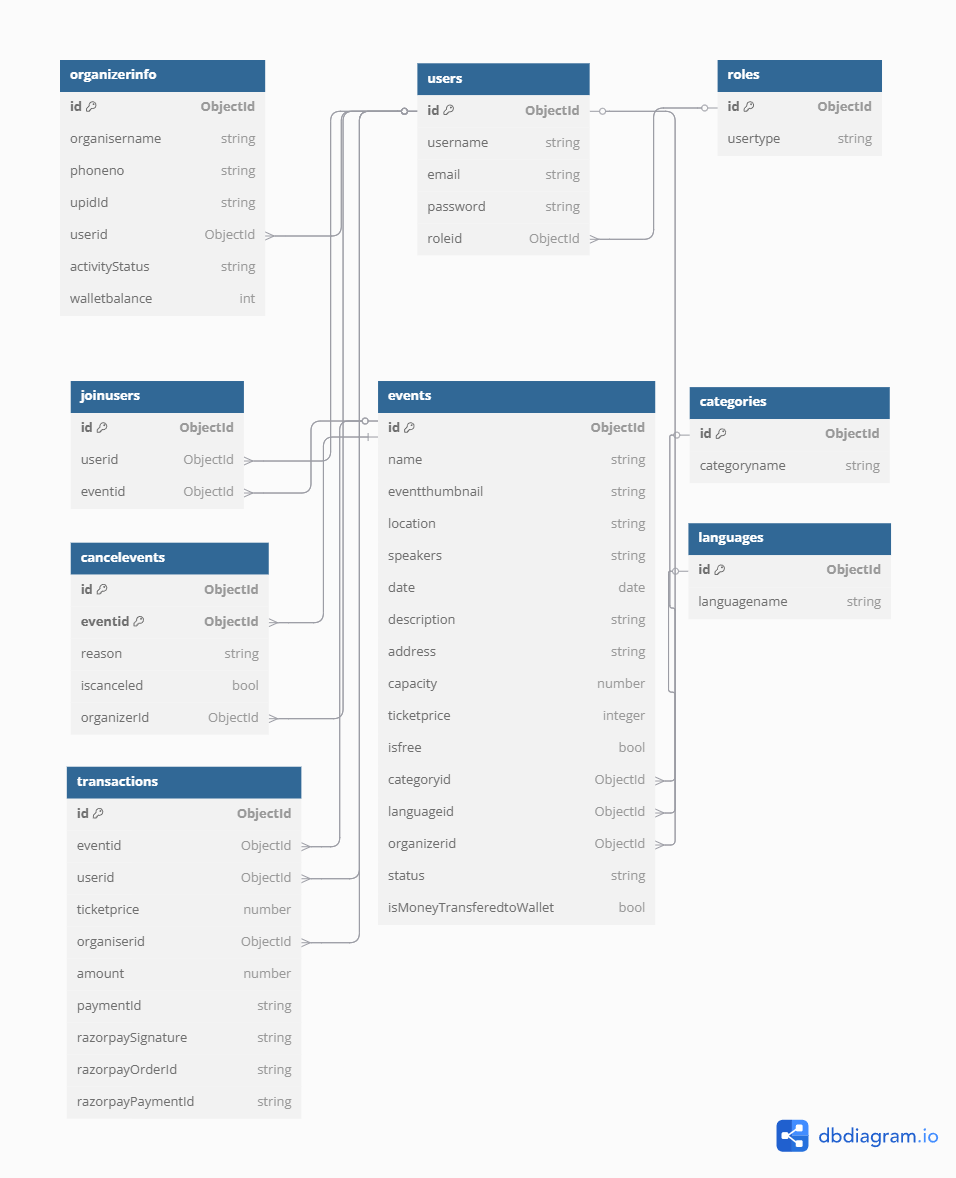 organizerinfo
id ObjectId
organisername string
phoneno string
upidId string
userid ObjectId
activityStatus string
walletbalance int
users
id ObjectId
username string
email string
password string
roleid ObjectId
roles
id ObjectId
usertype string
joinusers
id ObjectId
userid ObjectId
eventid ObjectId
events
id ObjectId
name string
eventthumbnail string
location string
speakers string
date date
description string
address string
capacity number
ticketprice integer
isfree bool
categoryid ObjectId
languageid ObjectId
organizerid ObjectId
status string
isMoneyTransferedtoWallet bool
categories
id ObjectId
categoryname string
languages
id ObjectId
languagename string
cancelevents
id ObjectId
eventid ObjectId
reason string
iscanceled bool
organizerId ObjectId
transactions
id ObjectId
eventid ObjectId
userid ObjectId
ticketprice number
organiserid ObjectId
amount number
paymentId string
razorpaySignature string
razorpayOrderId string
razorpayPaymentId string
dbdiagram.io